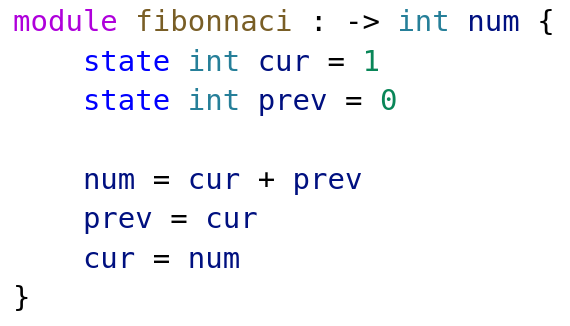 module fibonnaci : -> int num {
    state int cur = 1
    state int prev = 0

    num = cur + prev
    prev = cur
    cur = num
}